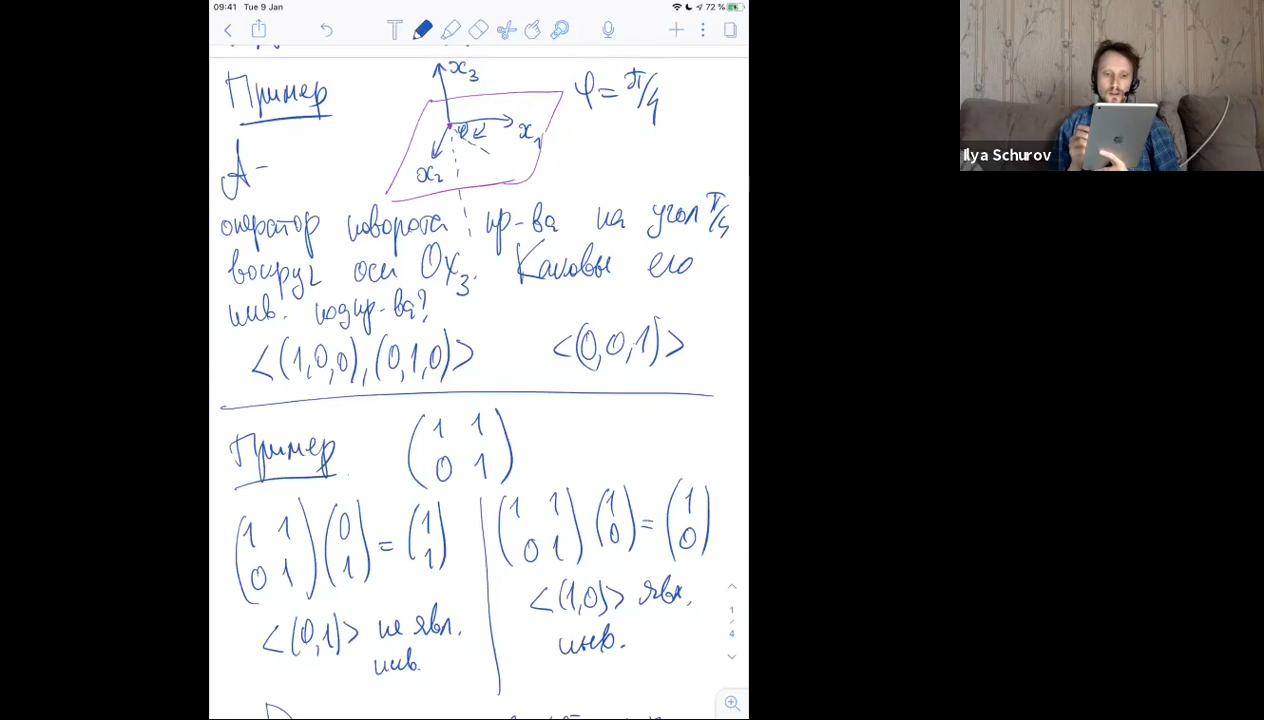 09:41 Tue 9 Jan
72 %
Пример
x₃
φ = π/4
φ
x₁
x₂
A -
оператор поворота пр-ва на угол π/4
вокруг оси Ox₃. Каковы его
инв. подпр-ва?
<(1,0,0),(0,1,0)> <(0,0,1)>
Пример
(1 1
0 1)
(1 1
0 1) (0
1) = (1
1)
<(0,1)> не явл.
инв.
(1 1
0 1) (1
0) = (1
0)
<(1,0)> явл.
инв.
1
/
4
Ilya Schurov